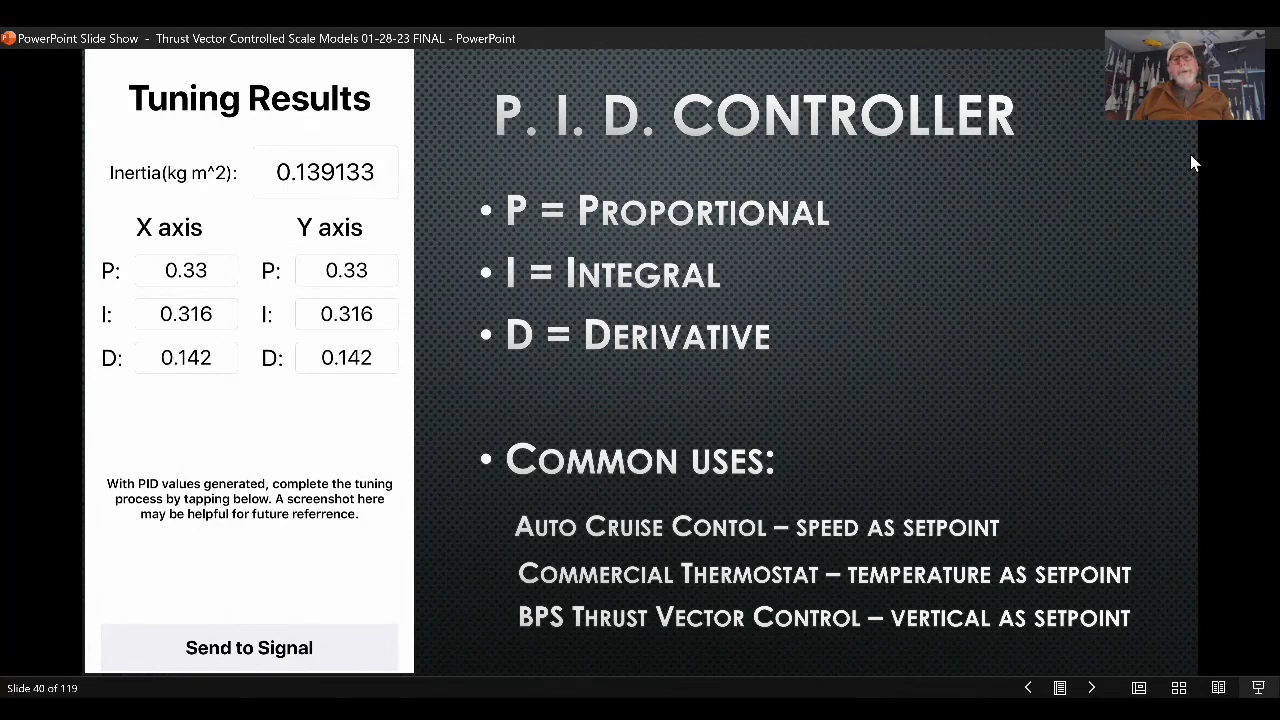 PowerPoint Slide Show - Thrust Vector Controlled Scale Models 01-28-23 FINAL - PowerPoint
Tuning Results
Inertia(kg m^2): 0.139133
X axis Y axis
P: 0.33 P: 0.33
I: 0.316 I: 0.316
D: 0.142 D: 0.142
With PID values generated, complete the tuning
process by tapping below. A screenshot here
may be helpful for future referrence.
Send to Signal
P. I. D. CONTROLLER
• P = PROPORTIONAL
• I = INTEGRAL
• D = DERIVATIVE
• COMMON USES:
AUTO CRUISE CONTOL – SPEED AS SETPOINT
COMMERCIAL THERMOSTAT – TEMPERATURE AS SETPOINT
BPS THRUST VECTOR CONTROL – VERTICAL AS SETPOINT
Slide 40 of 119